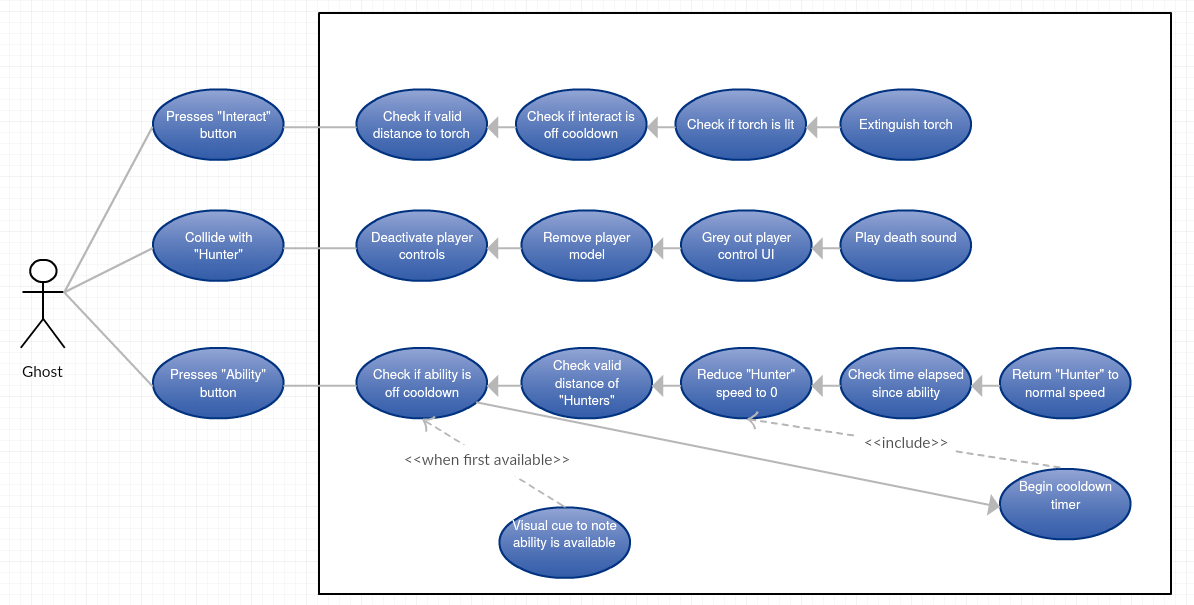 Presses "Interact"
button
Check if valid
distance to torch
Check if interact is
off cooldown
Check if torch is lit
Extinguish torch
Collide with
"Hunter"
Deactivate player
controls
Remove player
model
Grey out player
control UI
Play death sound
Ghost
Presses "Ability"
button
Check if ability is
off cooldown
Check valid
distance of
"Hunters"
Reduce "Hunter"
speed to 0
Check time elapsed
since ability
Return "Hunter" to
normal speed
<<when first available>>
<<include>>
Begin cooldown
timer
Visual cue to note
ability is available